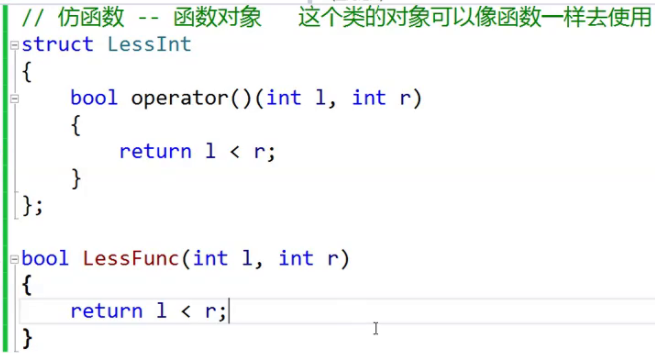 // 仿函数 -- 函数对象   这个类的对象可以像函数一样去使用
struct LessInt
{
    bool operator()(int l, int r)
    {
        return l < r;
    }
};
bool LessFunc(int l, int r)
{
    return l < r;
}